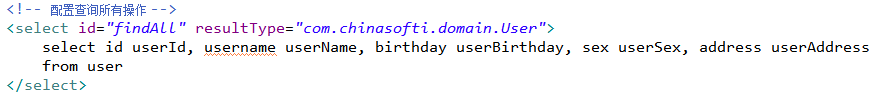 <!-- 配置查询所有操作 -->
<select id="findAll" resultType="com.chinasofti.domain.User">
select id userId, username userName, birthday userBirthday, sex userSex, address userAddress
from user
</select>